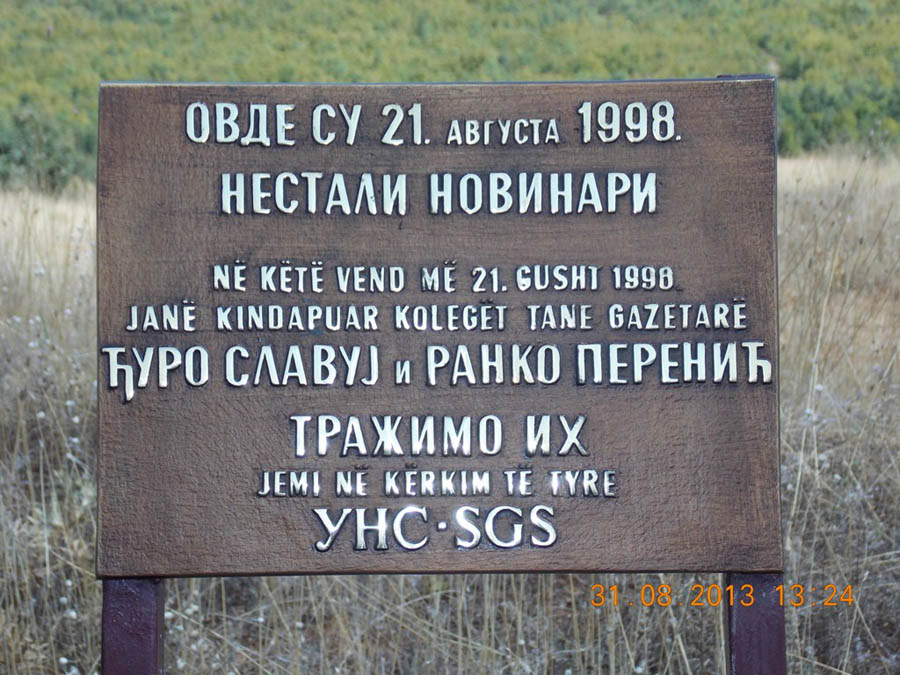 ОВДЕ СУ 21. АВГУСТА 1998.
НЕСТАЛИ НОВИНАРИ
NË KËTË VEND MË 21. GUSHT 1998
JANË KINDAPUAR KOLEGËT TANE GAZETARË
ЂУРО СЛАВУЈ и РАНКО ПЕРЕНИЋ
ТРАЖИМО ИХ
JEMI NË KËRKIM TË TYRE
УНС·SGS
31.08.2013 13:24